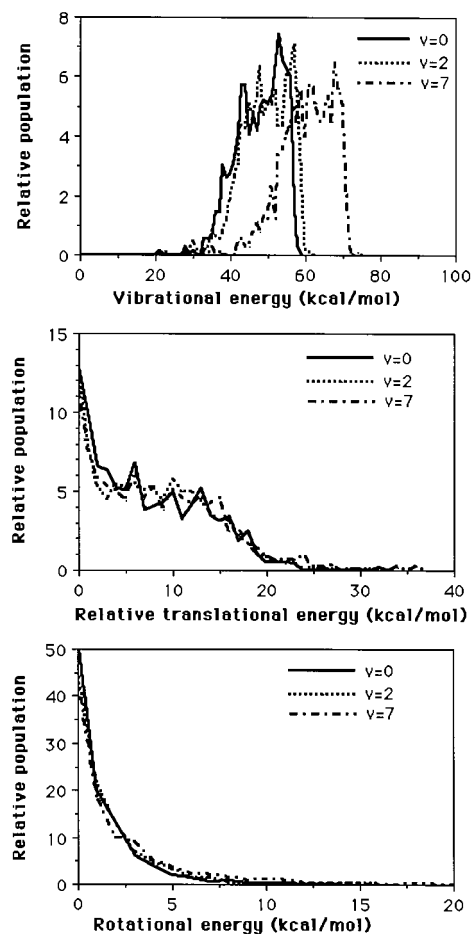 8
6
4
2
0
Relative population
v=0
v=2
v=7
0 20 40 60 80 100
Vibrational energy (kcal/mol)
15
10
5
0
Relative population
v=0
v=2
v=7
0 10 20 30 40
Relative translational energy (kcal/mol)
50
40
30
20
10
0
Relative population
v=0
v=2
v=7
0 5 10 15 20
Rotational energy (kcal/mol)